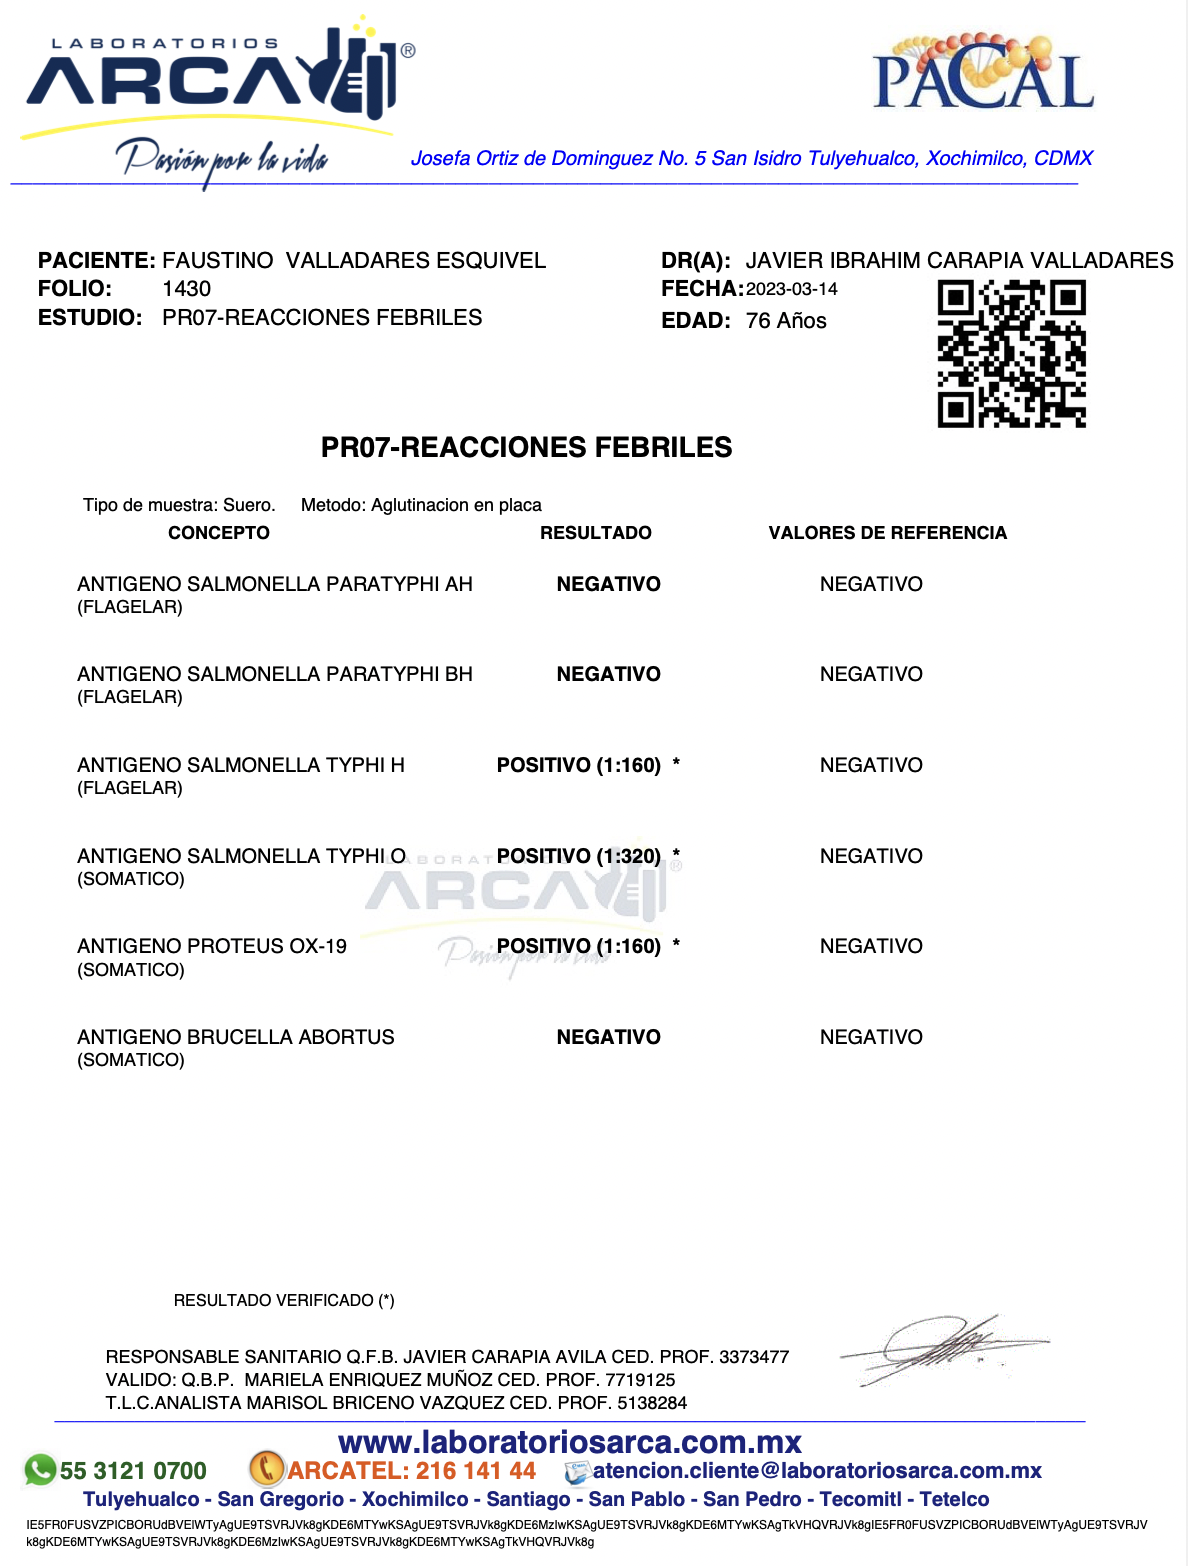 LABORATORIOS
ARCA ®
PACAL
Pasión por la vida
Josefa Ortiz de Dominguez No. 5 San Isidro Tulyehualco, Xochimilco, CDMX
PACIENTE: FAUSTINO VALLADARES ESQUIVEL DR(A): JAVIER IBRAHIM CARAPIA VALLADARES
FOLIO: 1430 FECHA: 2023-03-14
ESTUDIO: PR07-REACCIONES FEBRILES EDAD: 76 Años
PR07-REACCIONES FEBRILES
Tipo de muestra: Suero. Metodo: Aglutinacion en placa
CONCEPTO RESULTADO VALORES DE REFERENCIA
ANTIGENO SALMONELLA PARATYPHI AH NEGATIVO NEGATIVO
(FLAGELAR)
ANTIGENO SALMONELLA PARATYPHI BH NEGATIVO NEGATIVO
(FLAGELAR)
ANTIGENO SALMONELLA TYPHI H POSITIVO (1:160) * NEGATIVO
(FLAGELAR)
ANTIGENO SALMONELLA TYPHI O POSITIVO (1:320) * NEGATIVO
(SOMATICO)
LABORATORIOS
ARCA ®
ANTIGENO PROTEUS OX-19 POSITIVO (1:160) * NEGATIVO
(SOMATICO)
Pasión por la vida
ANTIGENO BRUCELLA ABORTUS NEGATIVO NEGATIVO
(SOMATICO)
RESULTADO VERIFICADO (*)
RESPONSABLE SANITARIO Q.F.B. JAVIER CARAPIA AVILA CED. PROF. 3373477
VALIDO: Q.B.P. MARIELA ENRIQUEZ MUÑOZ CED. PROF. 7719125
T.L.C.ANALISTA MARISOL BRICENO VAZQUEZ CED. PROF. 5138284
www.laboratoriosarca.com.mx
55 3121 0700 ARCATEL: 216 141 44 atencion.cliente@laboratoriosarca.com.mx
Tulyehualco - San Gregorio - Xochimilco - Santiago - San Pablo - San Pedro - Tecomitl - Tetelco
IE5FR0FUSVZPICBORUdBVElWTyAgUE9TSVRJVk8gKDE6MTYwKSAgUE9TSVRJVk8gKDE6MzIwKSAgUE9TSVRJVk8gKDE6MTYwKSAgTkVHQVRJVk8gIE5FR0FUSVZPICBORUdBVElWTyAgUE9TSVRJV
k8gKDE6MTYwKSAgUE9TSVRJVk8gKDE6MzIwKSAgUE9TSVRJVk8gKDE6MTYwKSAgTkVHQVRJVk8g